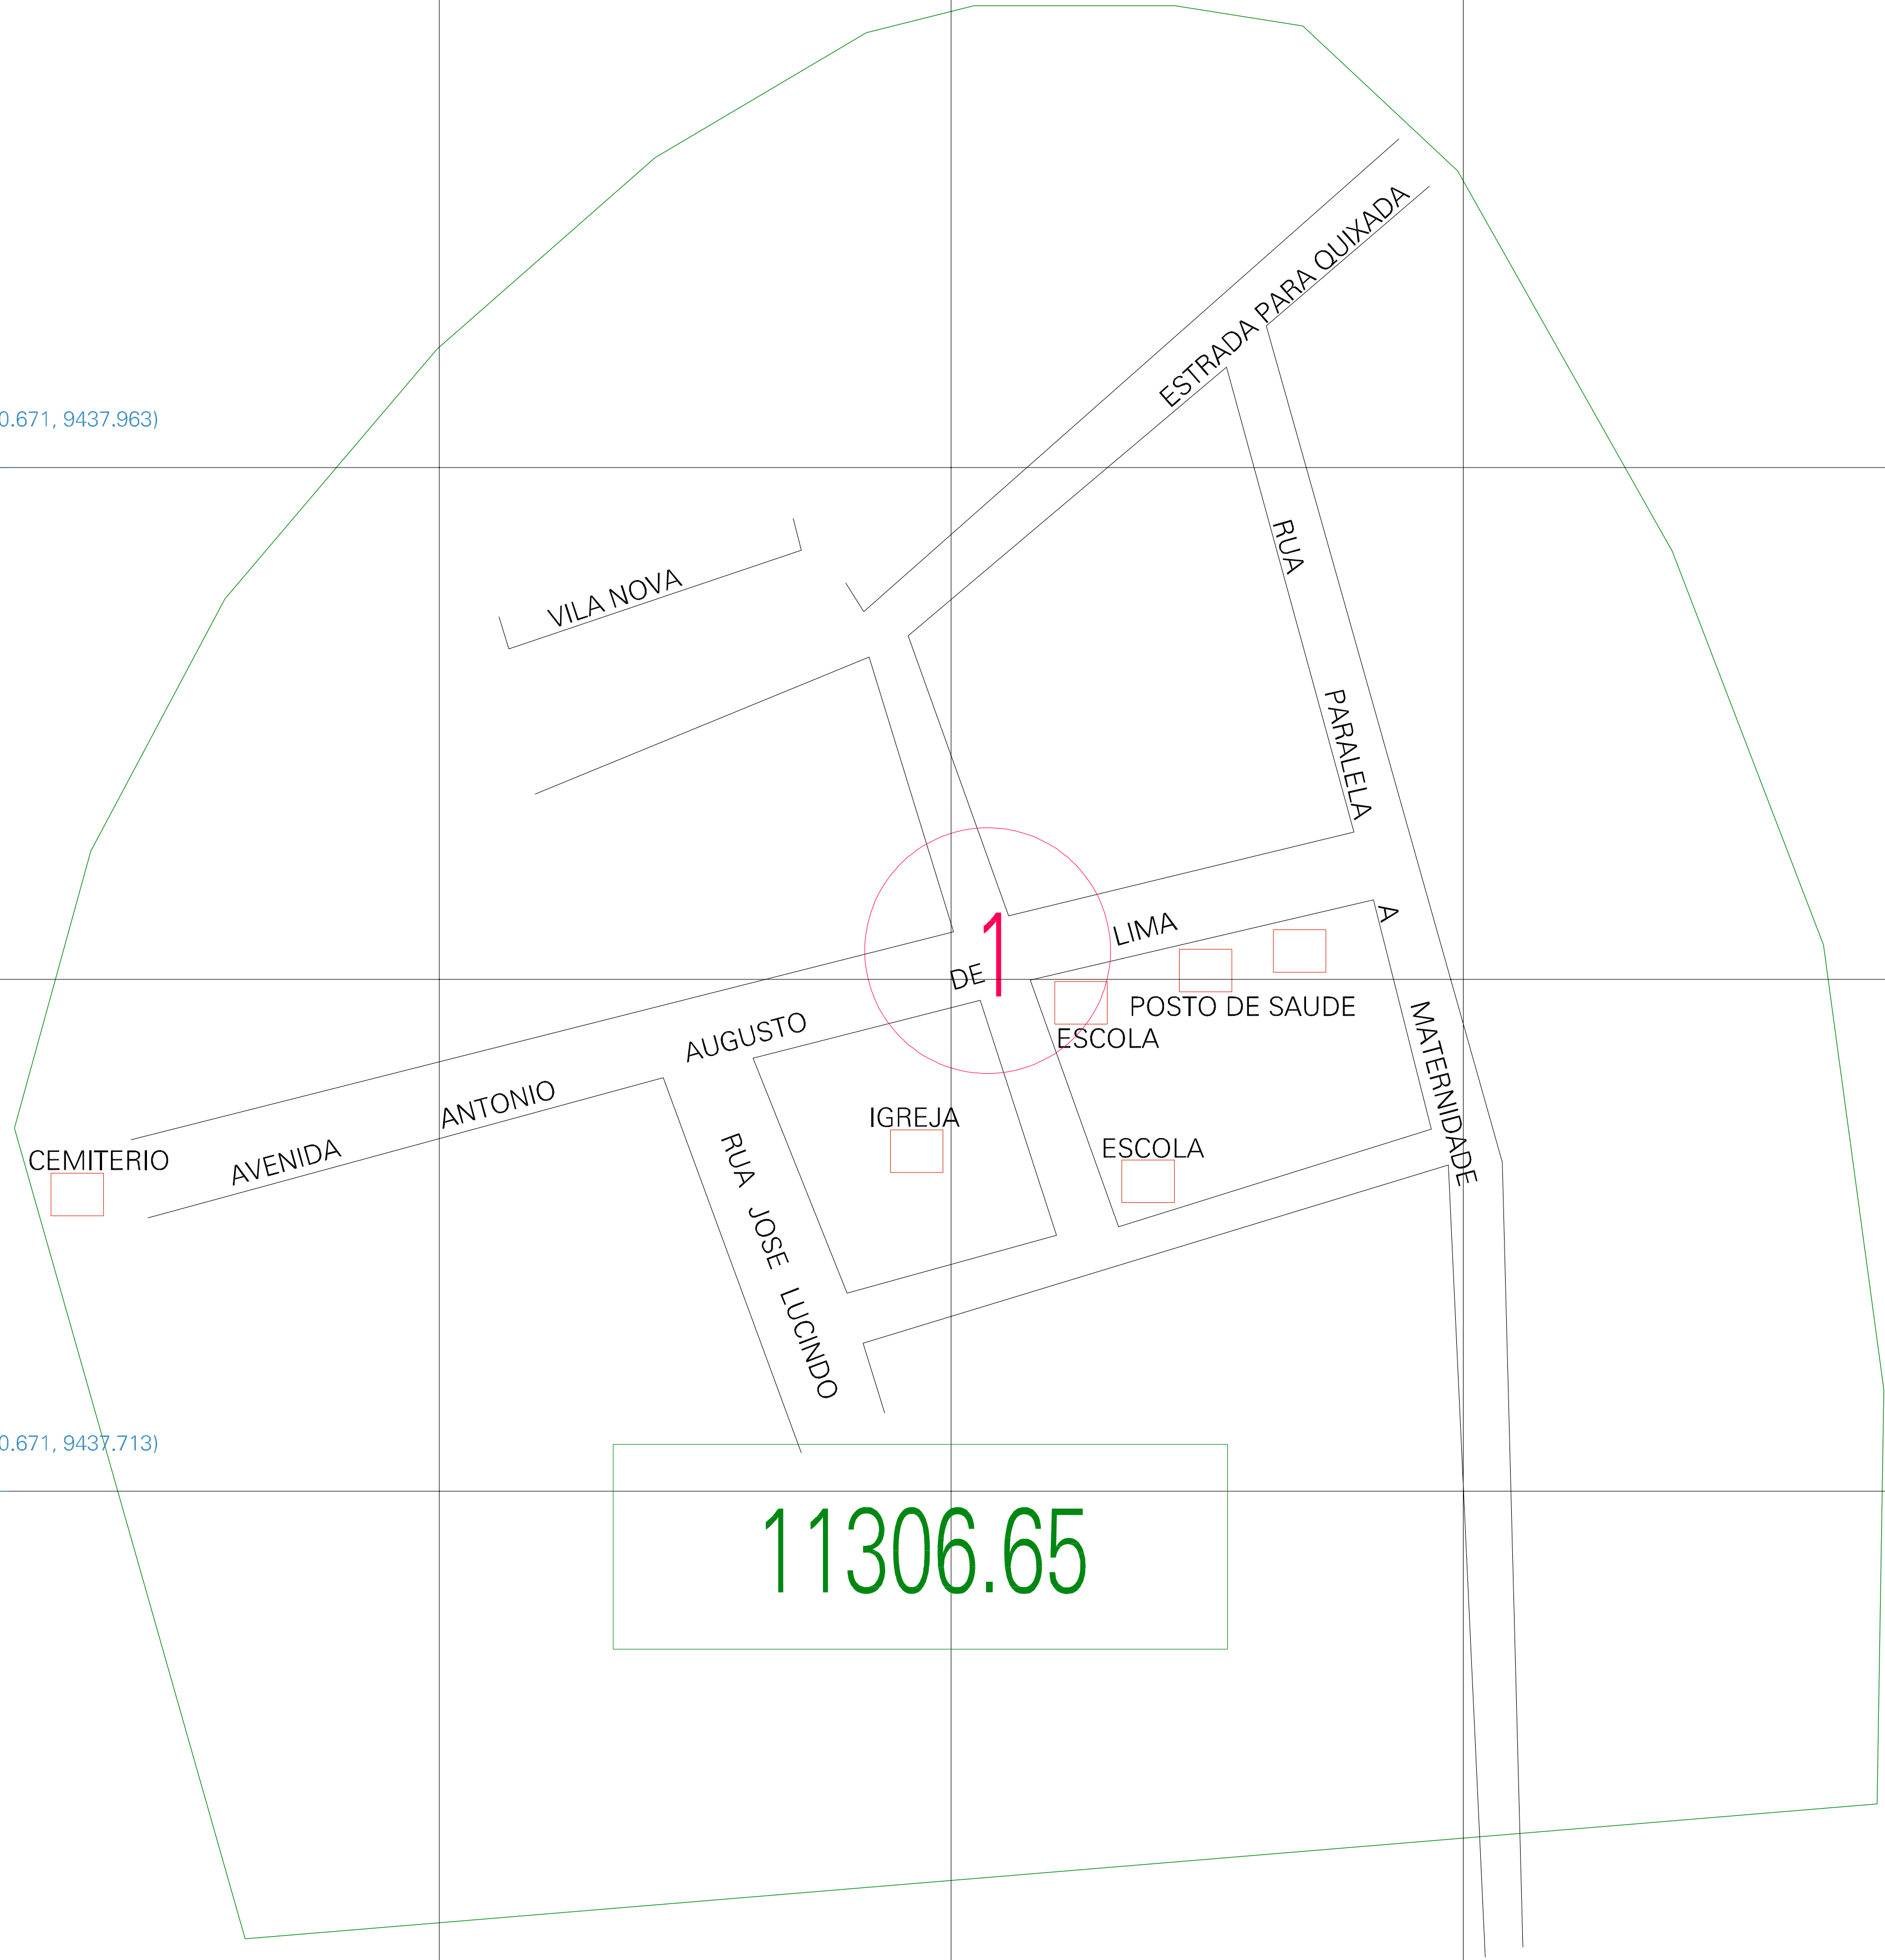 ESTRADA PARA QUIXADA
0.671, 9437.963)
RUA PARALELA A MATERNIDADE
VILA NOVA
1
AVENIDA ANTONIO AUGUSTO DE LIMA
POSTO DE SAUDE
ESCOLA
IGREJA
ESCOLA
CEMITERIO
RUA JOSE LUCINDO
0.671, 9437.713)
11306.65